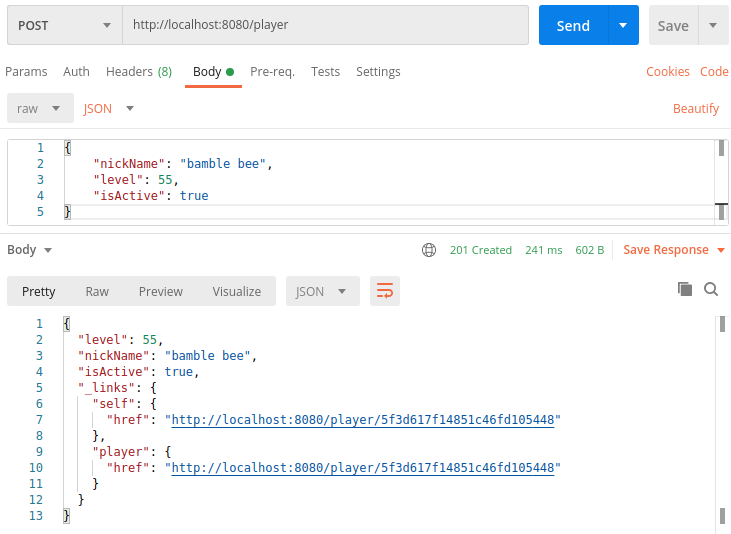 POST http://localhost:8080/player Send Save
Params Auth Headers (8) Body Pre-req. Tests Settings Cookies Code
raw JSON Beautify
1 {
2 "nickName": "bamble bee",
3 "level": 55,
4 "isActive": true
5 }
Body 201 Created 241 ms 602 B Save Response
Pretty Raw Preview Visualize JSON
1 {
2 "level": 55,
3 "nickName": "bamble bee",
4 "isActive": true,
5 "_links": {
6 "self": {
7 "href": "http://localhost:8080/player/5f3d617f14851c46fd105448"
8 },
9 "player": {
10 "href": "http://localhost:8080/player/5f3d617f14851c46fd105448"
11 }
12 }
13 }